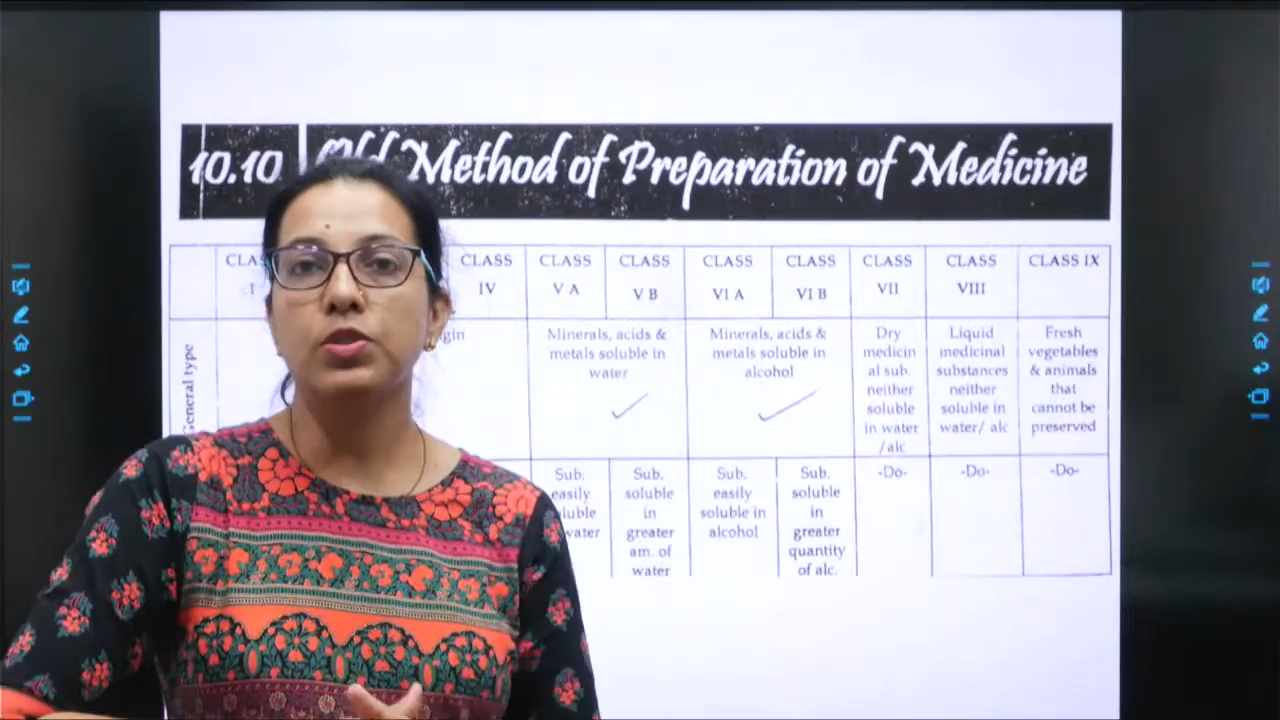 10.10 Old Method of Preparation of Medicine
CLASS IV
CLASS V A
CLASS V B
CLASS VI A
CLASS VI B
CLASS VII
CLASS VIII
CLASS IX
General type
Minerals, acids &
metals soluble in
water
Minerals, acids &
metals soluble in
alcohol
Dry
medicin
al sub.
neither
soluble
in water
/alc
Liquid
medicinal
substances
neither
soluble in
water/ alc
Fresh
vegetables
& animals
that
cannot be
preserved
Sub.
easily
water
Sub.
soluble
in
greater
am. of
water
Sub.
easily
soluble in
alcohol
Sub.
soluble
in
greater
quantity
of alc.
-Do-
-Do-
-Do-